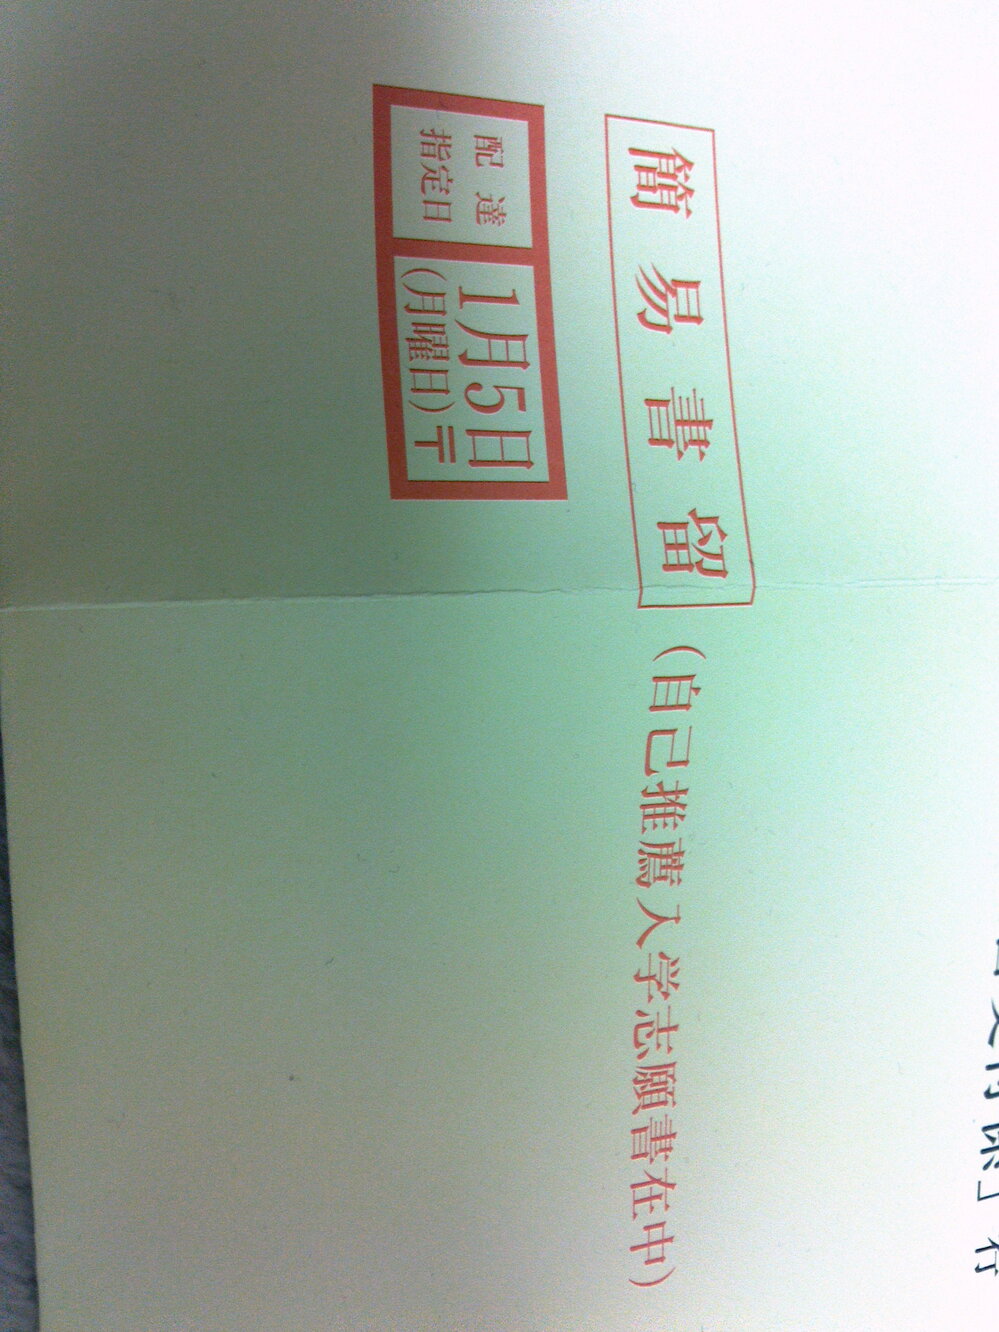 簡易書留
(自己推薦入学志願書在中)
配達
指定日
1月5日
(月曜日)〒